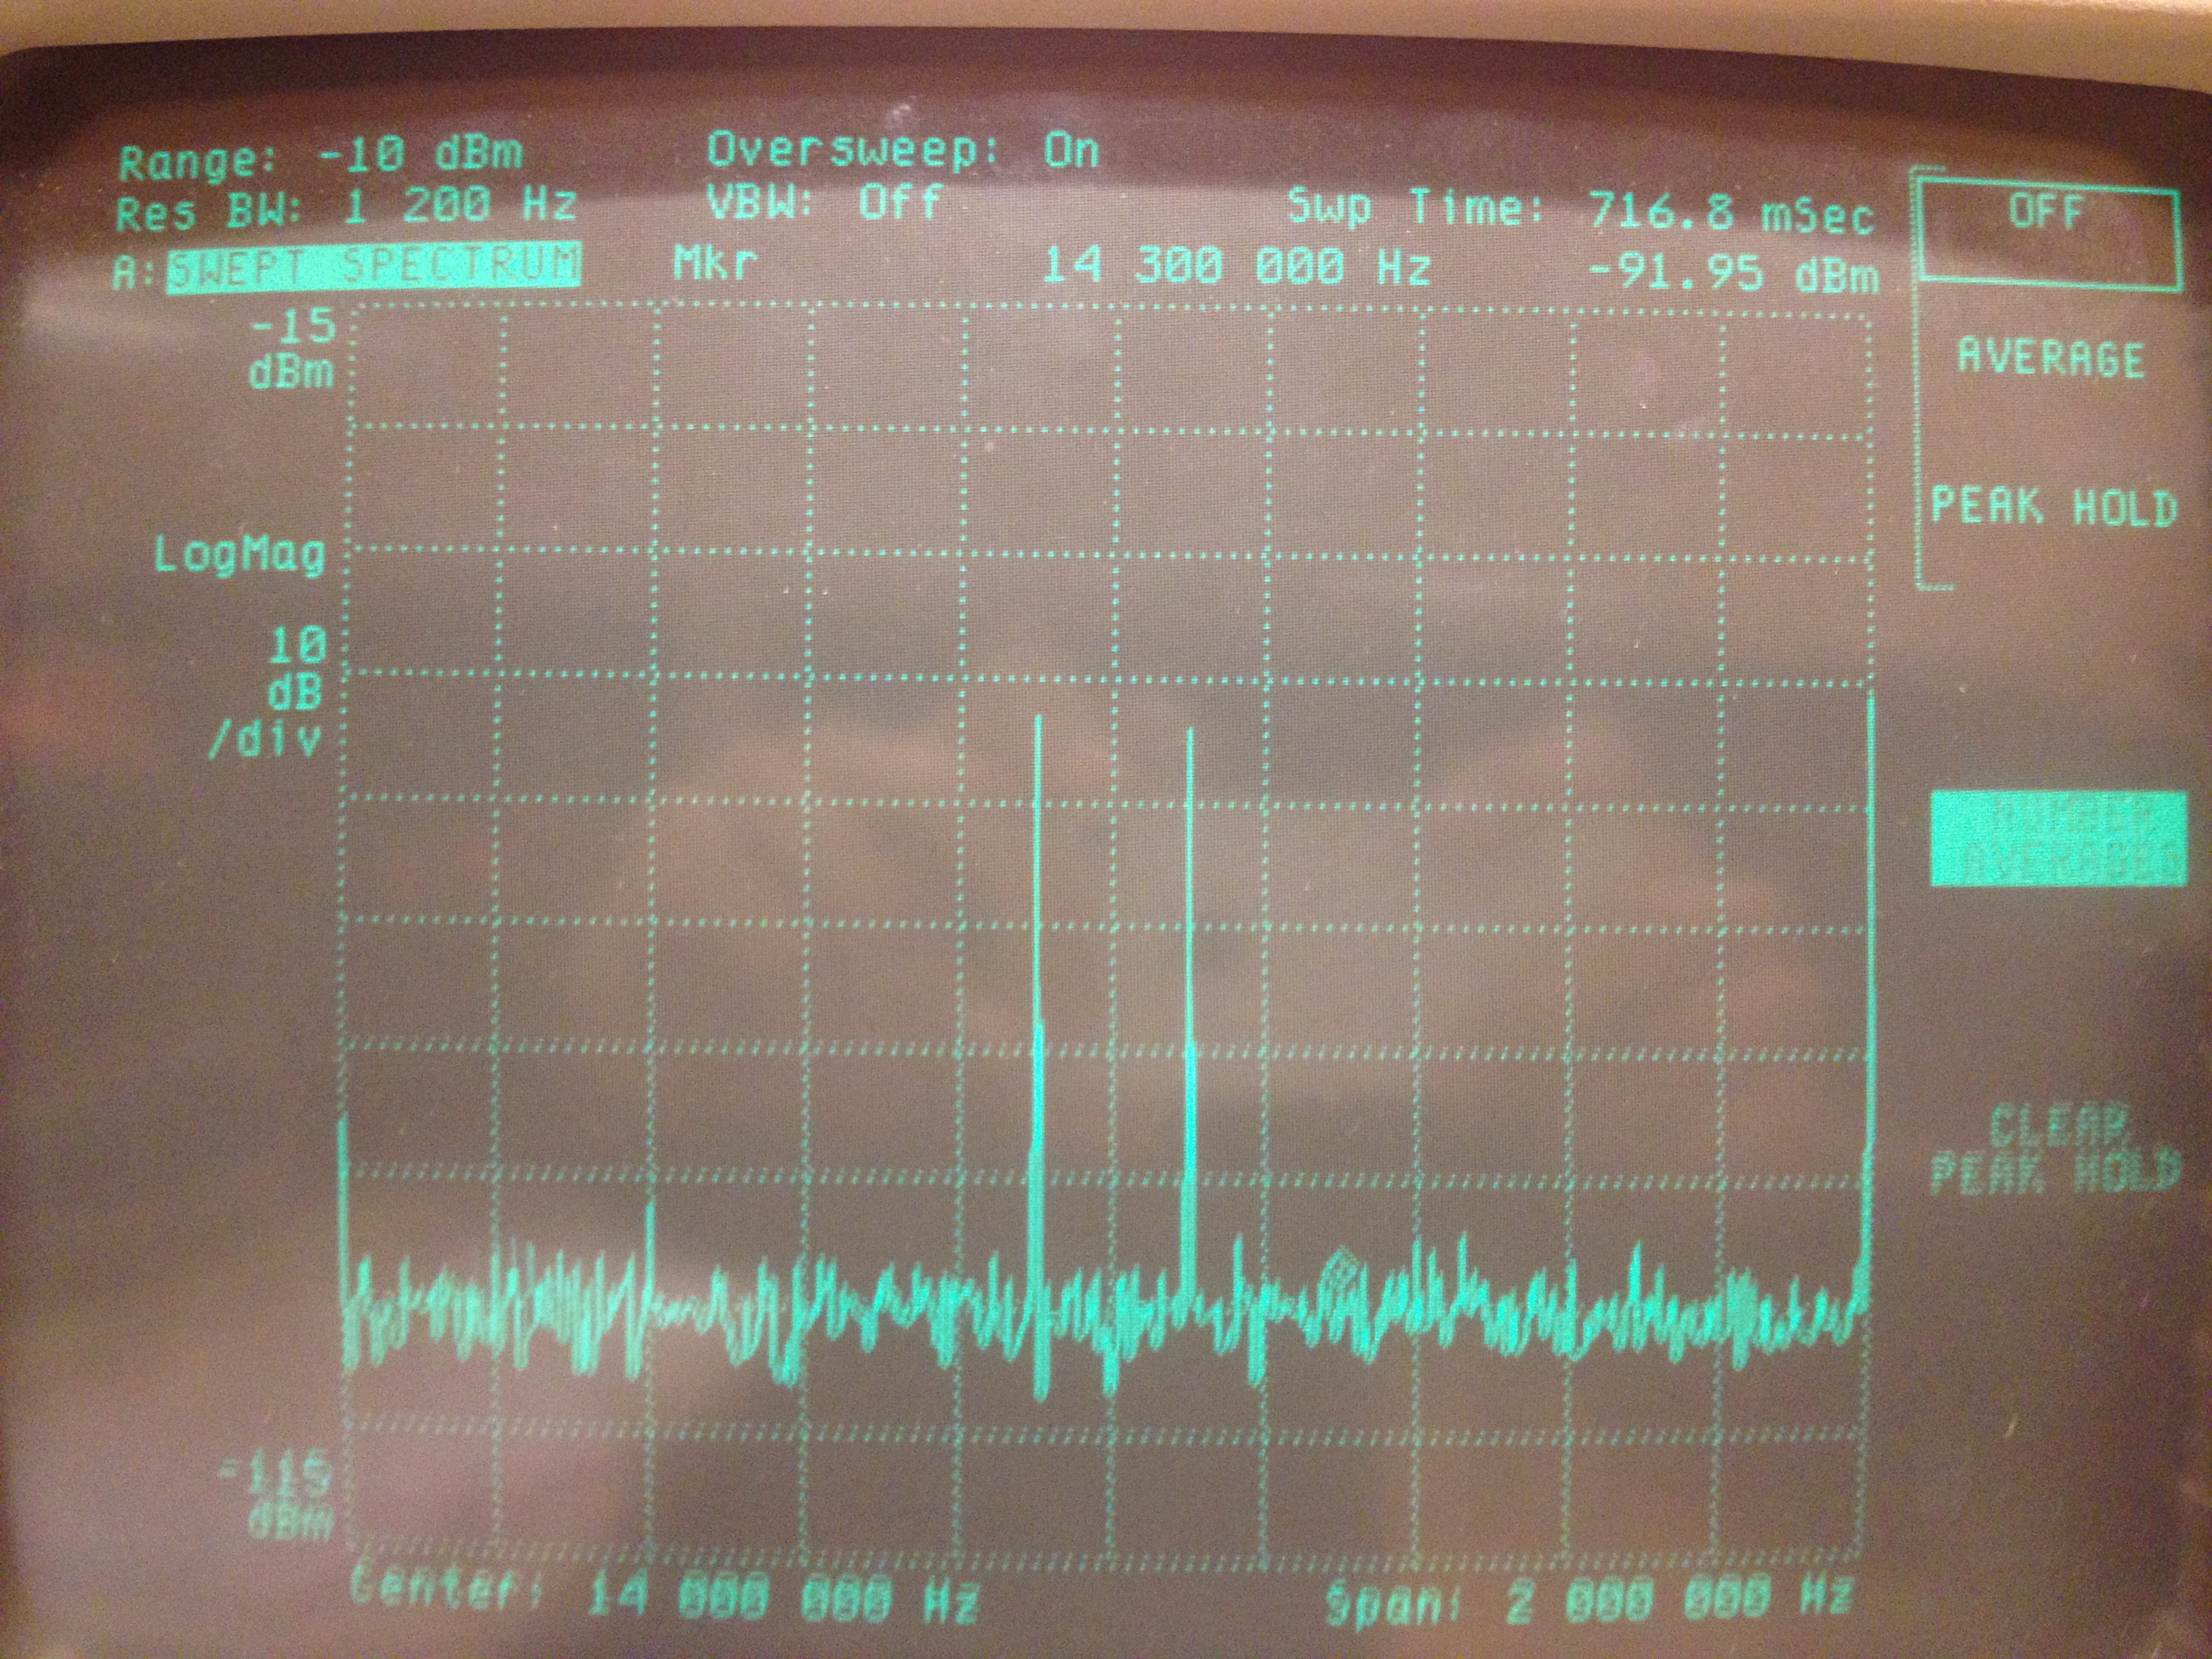 Range: -10 dBm Oversweep: On
Res BW: 1 200 Hz VBW: Off Swp Time: 716.8 mSec
A: SWEPT SPECTRUM Mkr 14 300 000 Hz -91.95 dBm
OFF
-15
dBm
AVERAGE
PEAK HOLD
LogMag
10
dB
/div
NUMBER
AVERAGES
CLEAR
PEAK HOLD
-115
dBm
Center: 14 000 000 Hz Span: 2 000 000 Hz